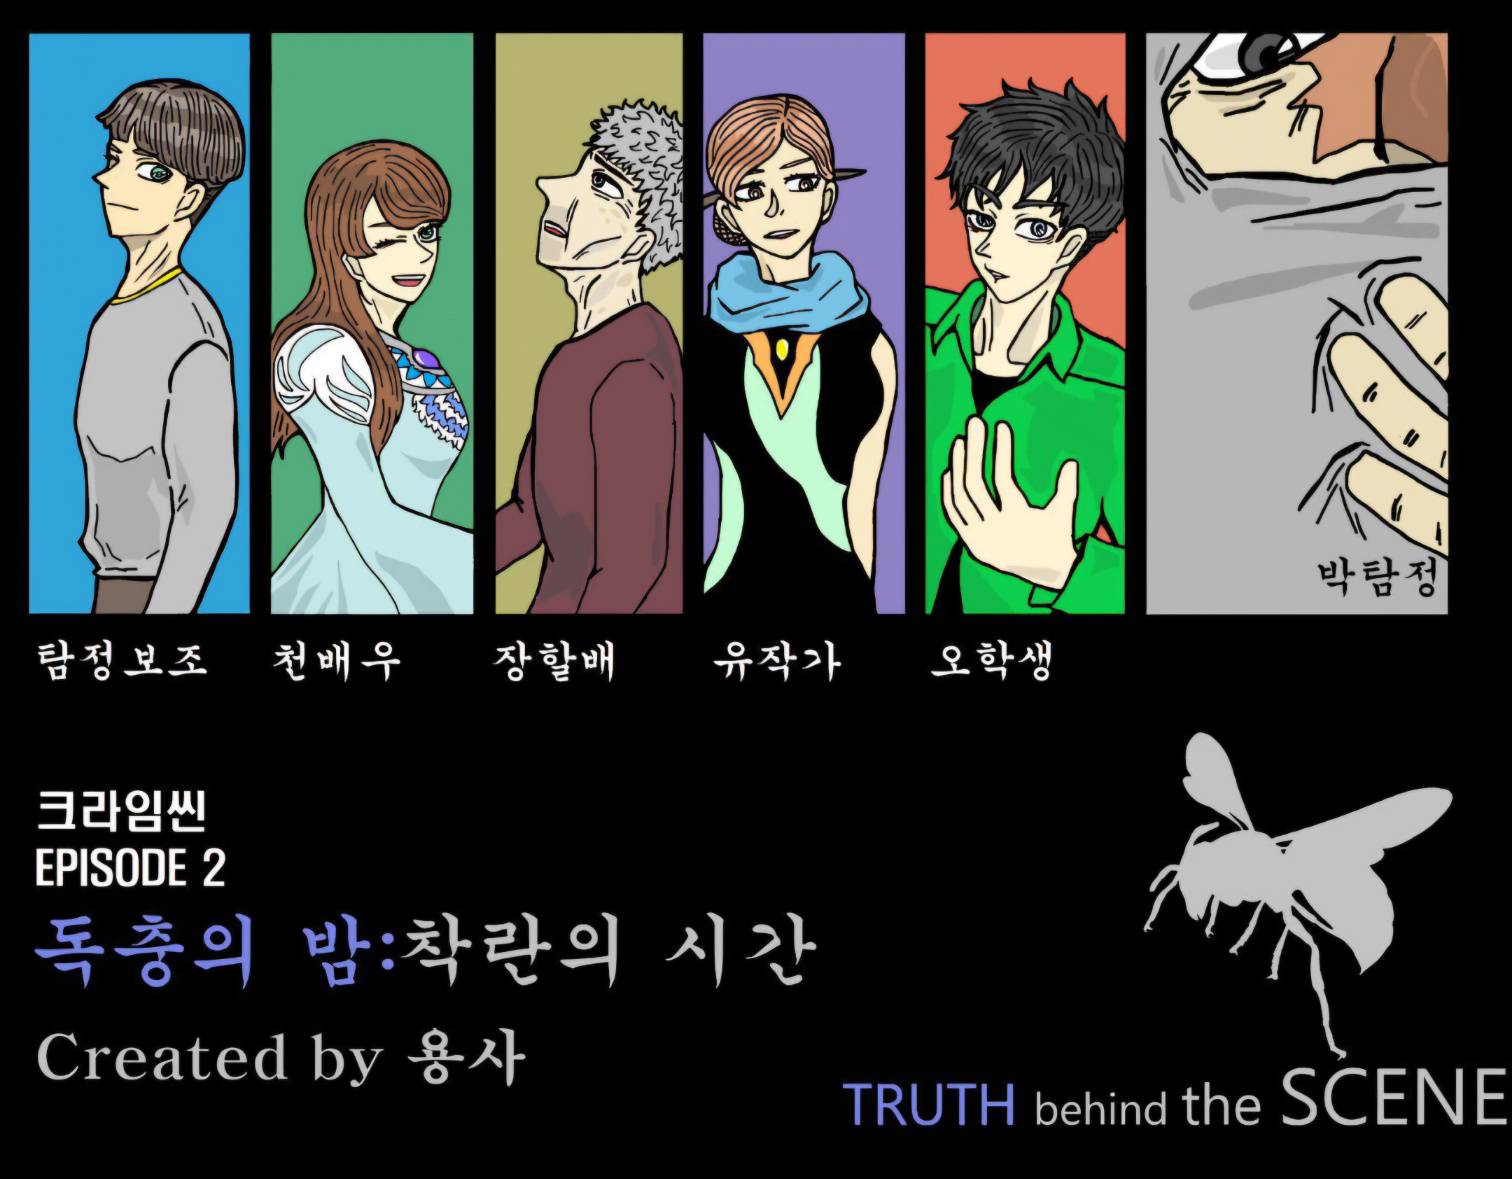 박탐정
탐정보조
천배우
장할배
유작가
오학생
크라임씬
EPISODE 2
독충의 밤:착란의 시간
Created by 용사
TRUTH behind the SCENE